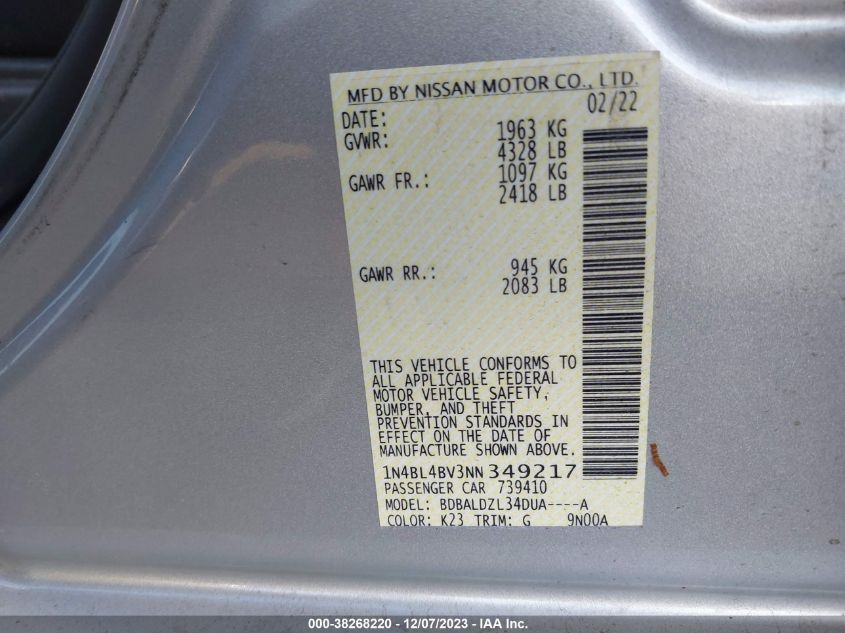 MFD BY NISSAN MOTOR CO., LTD.
DATE: 02/22
GVWR: 1963 KG
4328 LB
GAWR FR.: 1097 KG
2418 LB
GAWR RR.: 945 KG
2083 LB
THIS VEHICLE CONFORMS TO
ALL APPLICABLE FEDERAL
MOTOR VEHICLE SAFETY,
BUMPER, AND THEFT
PREVENTION STANDARDS IN
EFFECT ON THE DATE OF
MANUFACTURE SHOWN ABOVE.
1N4BL4BV3NN349217
PASSENGER CAR 739410
MODEL: BDBALDZL34DUA----A
COLOR: K23 TRIM: G 9N00A
000-38268220 - 12/07/2023 - IAA Inc.